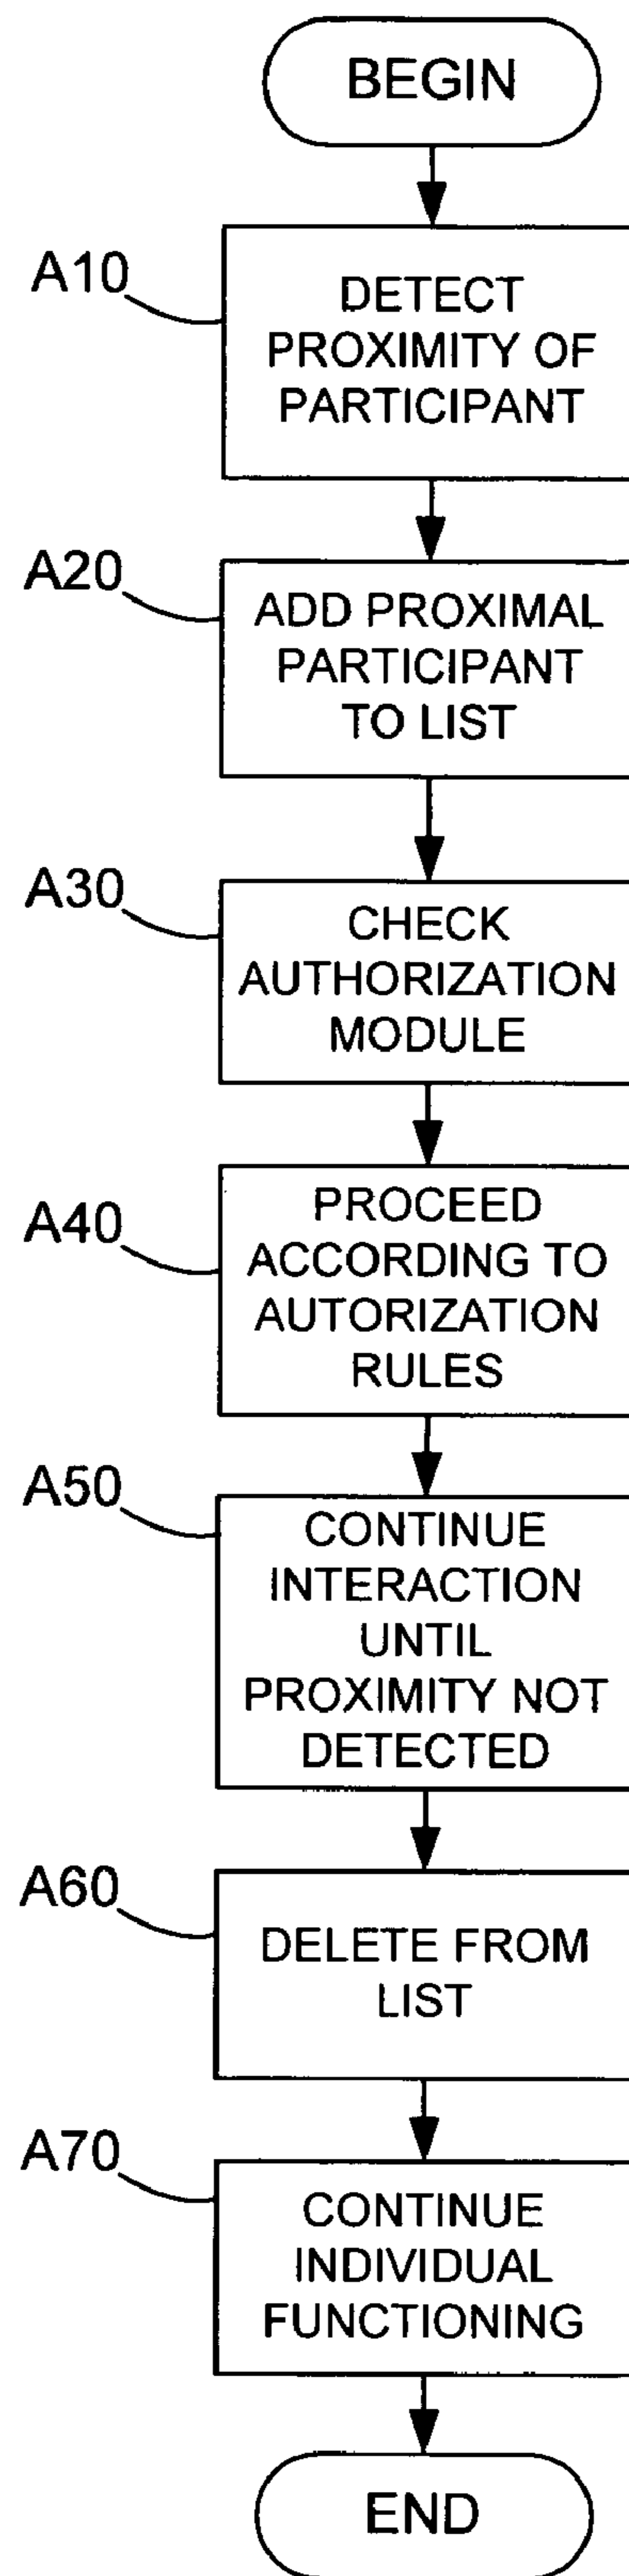 BEGIN
A10
DETECT
PROXIMITY OF
PARTICIPANT
A20
ADD PROXIMAL
PARTICIPANT
TO LIST
A30
CHECK
AUTHORIZATION
MODULE
A40
PROCEED
ACCORDING TO
AUTORIZATION
RULES
A50
CONTINUE
INTERACTION
UNTIL
PROXIMITY NOT
DETECTED
A60
DELETE FROM
LIST
A70
CONTINUE
INDIVIDUAL
FUNCTIONING
END